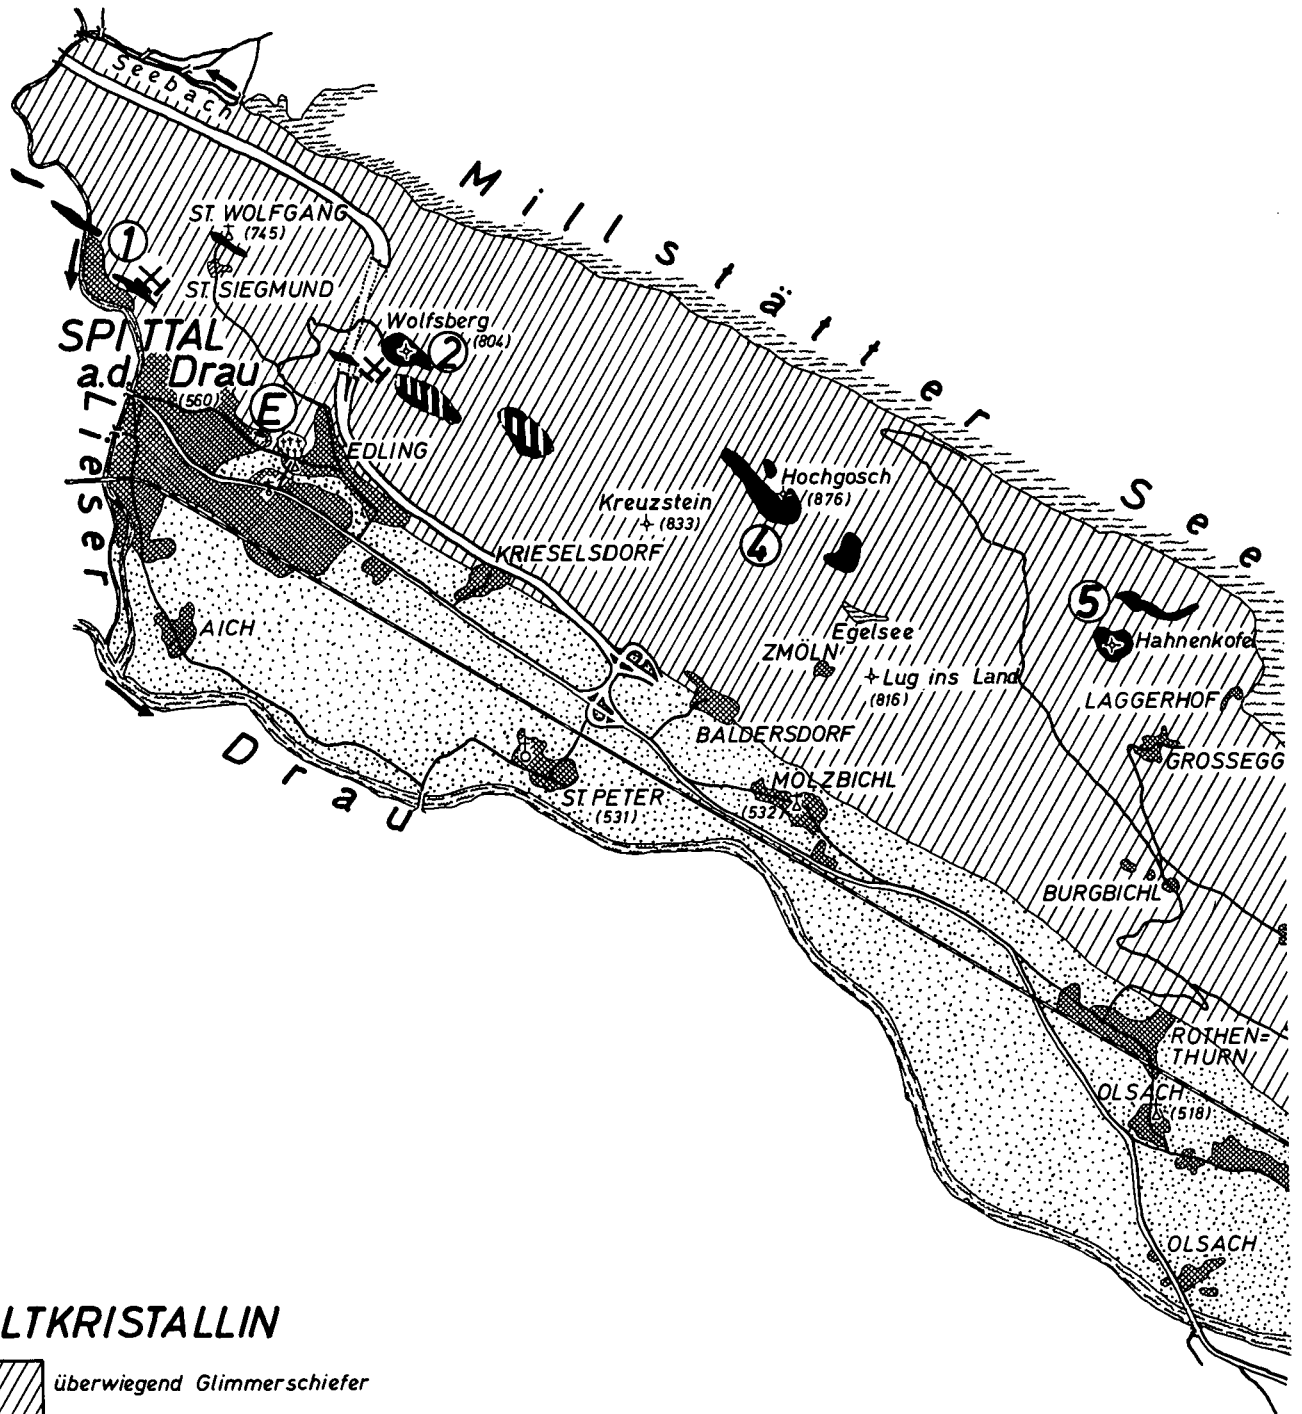 Seebach
Millstätter See
ST. WOLFGANG
(745)
1
ST. SIEGMUND
SPITTAL
a.d. Drau
(560)
Wolfsberg
(804)
2
E
EDLING
Lieser
Hochgosch
(876)
Kreuzstein
(833)
4
KRIESELSDORF
5
AICH
Egelsee
ZMÖLN
Hahnenkofel
Lug ins Land
(816)
LAGGERHOF
BALDERSDORF
GROSSEGG
Drau
MOLZBICHL
(532)
ST. PETER
(531)
BURGBICHL
ROTHEN=
THURN
OLSACH
(518)
OLSACH
LTKRISTALLIN
überwiegend Glimmerschiefer